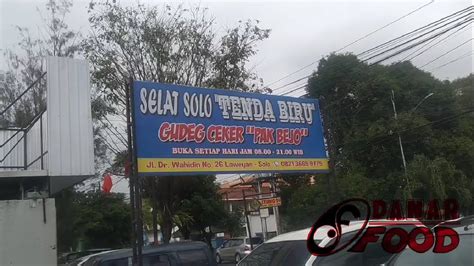 SELAT SOLO TENDA BIRU
GUDEG CEKER "PAK BEJO"
BUKA SETIAP HARI JAM 08.00 - 21.00 WIB
JL. Dr. Wahidin No. 26 Laweyan - Solo
DAMAR
FOOD